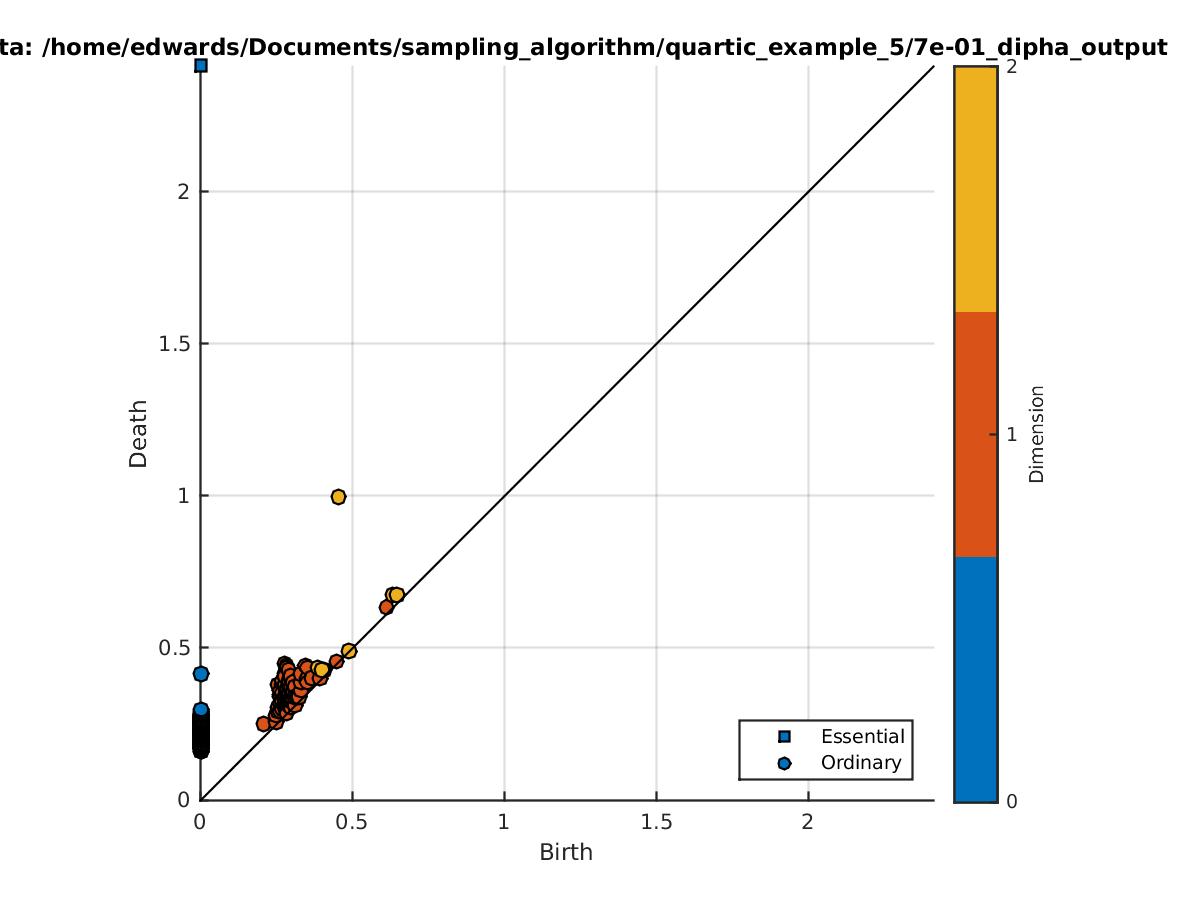 ta: /home/edwards/Documents/sampling_algorithm/quartic_example_5/7e-01_dipha_output
2
2
1.5
Death
1
Dimension
1
0.5
Essential
Ordinary
0
0
0
0.5
1
1.5
2
Birth